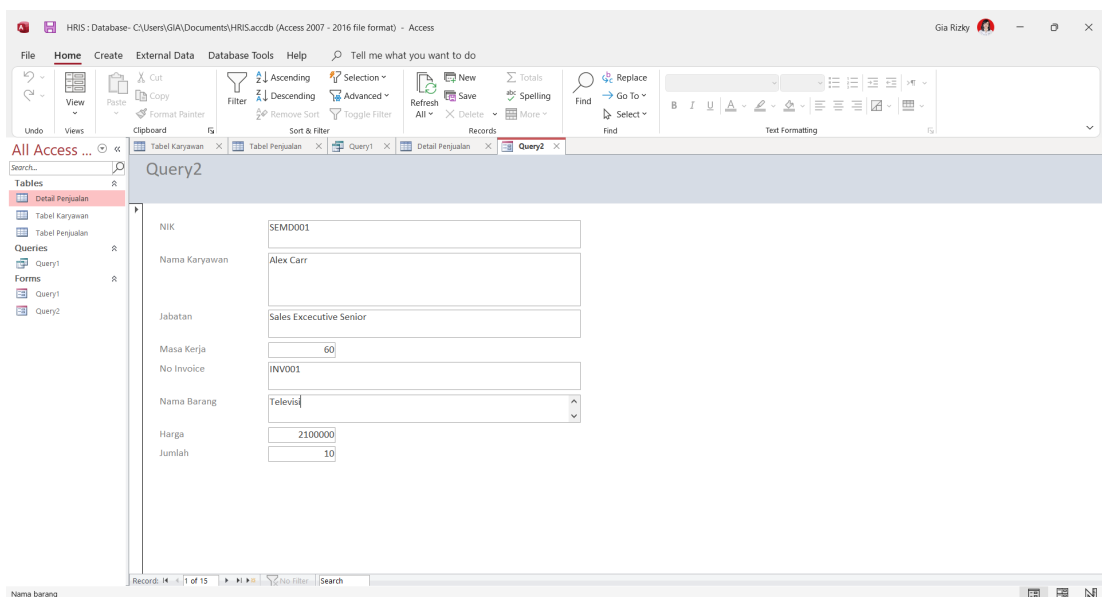 HRIS : Database- C:\Users\GIA\Documents\HRIS.accdb (Access 2007 - 2016 file format) - Access
Gia Rizky
File Home Create External Data Database Tools Help Tell me what you want to do
View
Paste
Cut
Copy
Format Painter
Filter
Ascending
Descending
Remove Sort
Selection
Advanced
Toggle Filter
Refresh All
New
Save
Delete
Totals
Spelling
More
Find
Replace
Go To
Select
B I U A
Undo Views Clipboard Sort & Filter Records Find Text Formatting
All Access ...
Search...
Tables
Detail Penjualan
Tabel Karyawan
Tabel Penjualan
Queries
Query1
Forms
Query1
Query2
Tabel Karyawan Tabel Penjualan Query1 Detail Penjualan Query2
Query2
NIK SEMD001
Nama Karyawan Alex Carr
Jabatan Sales Excecutive Senior
Masa Kerja 60
No Invoice INV001
Nama Barang Televisi
Harga 2100000
Jumlah 10
Record: 1 of 15 No Filter Search
Nama barang